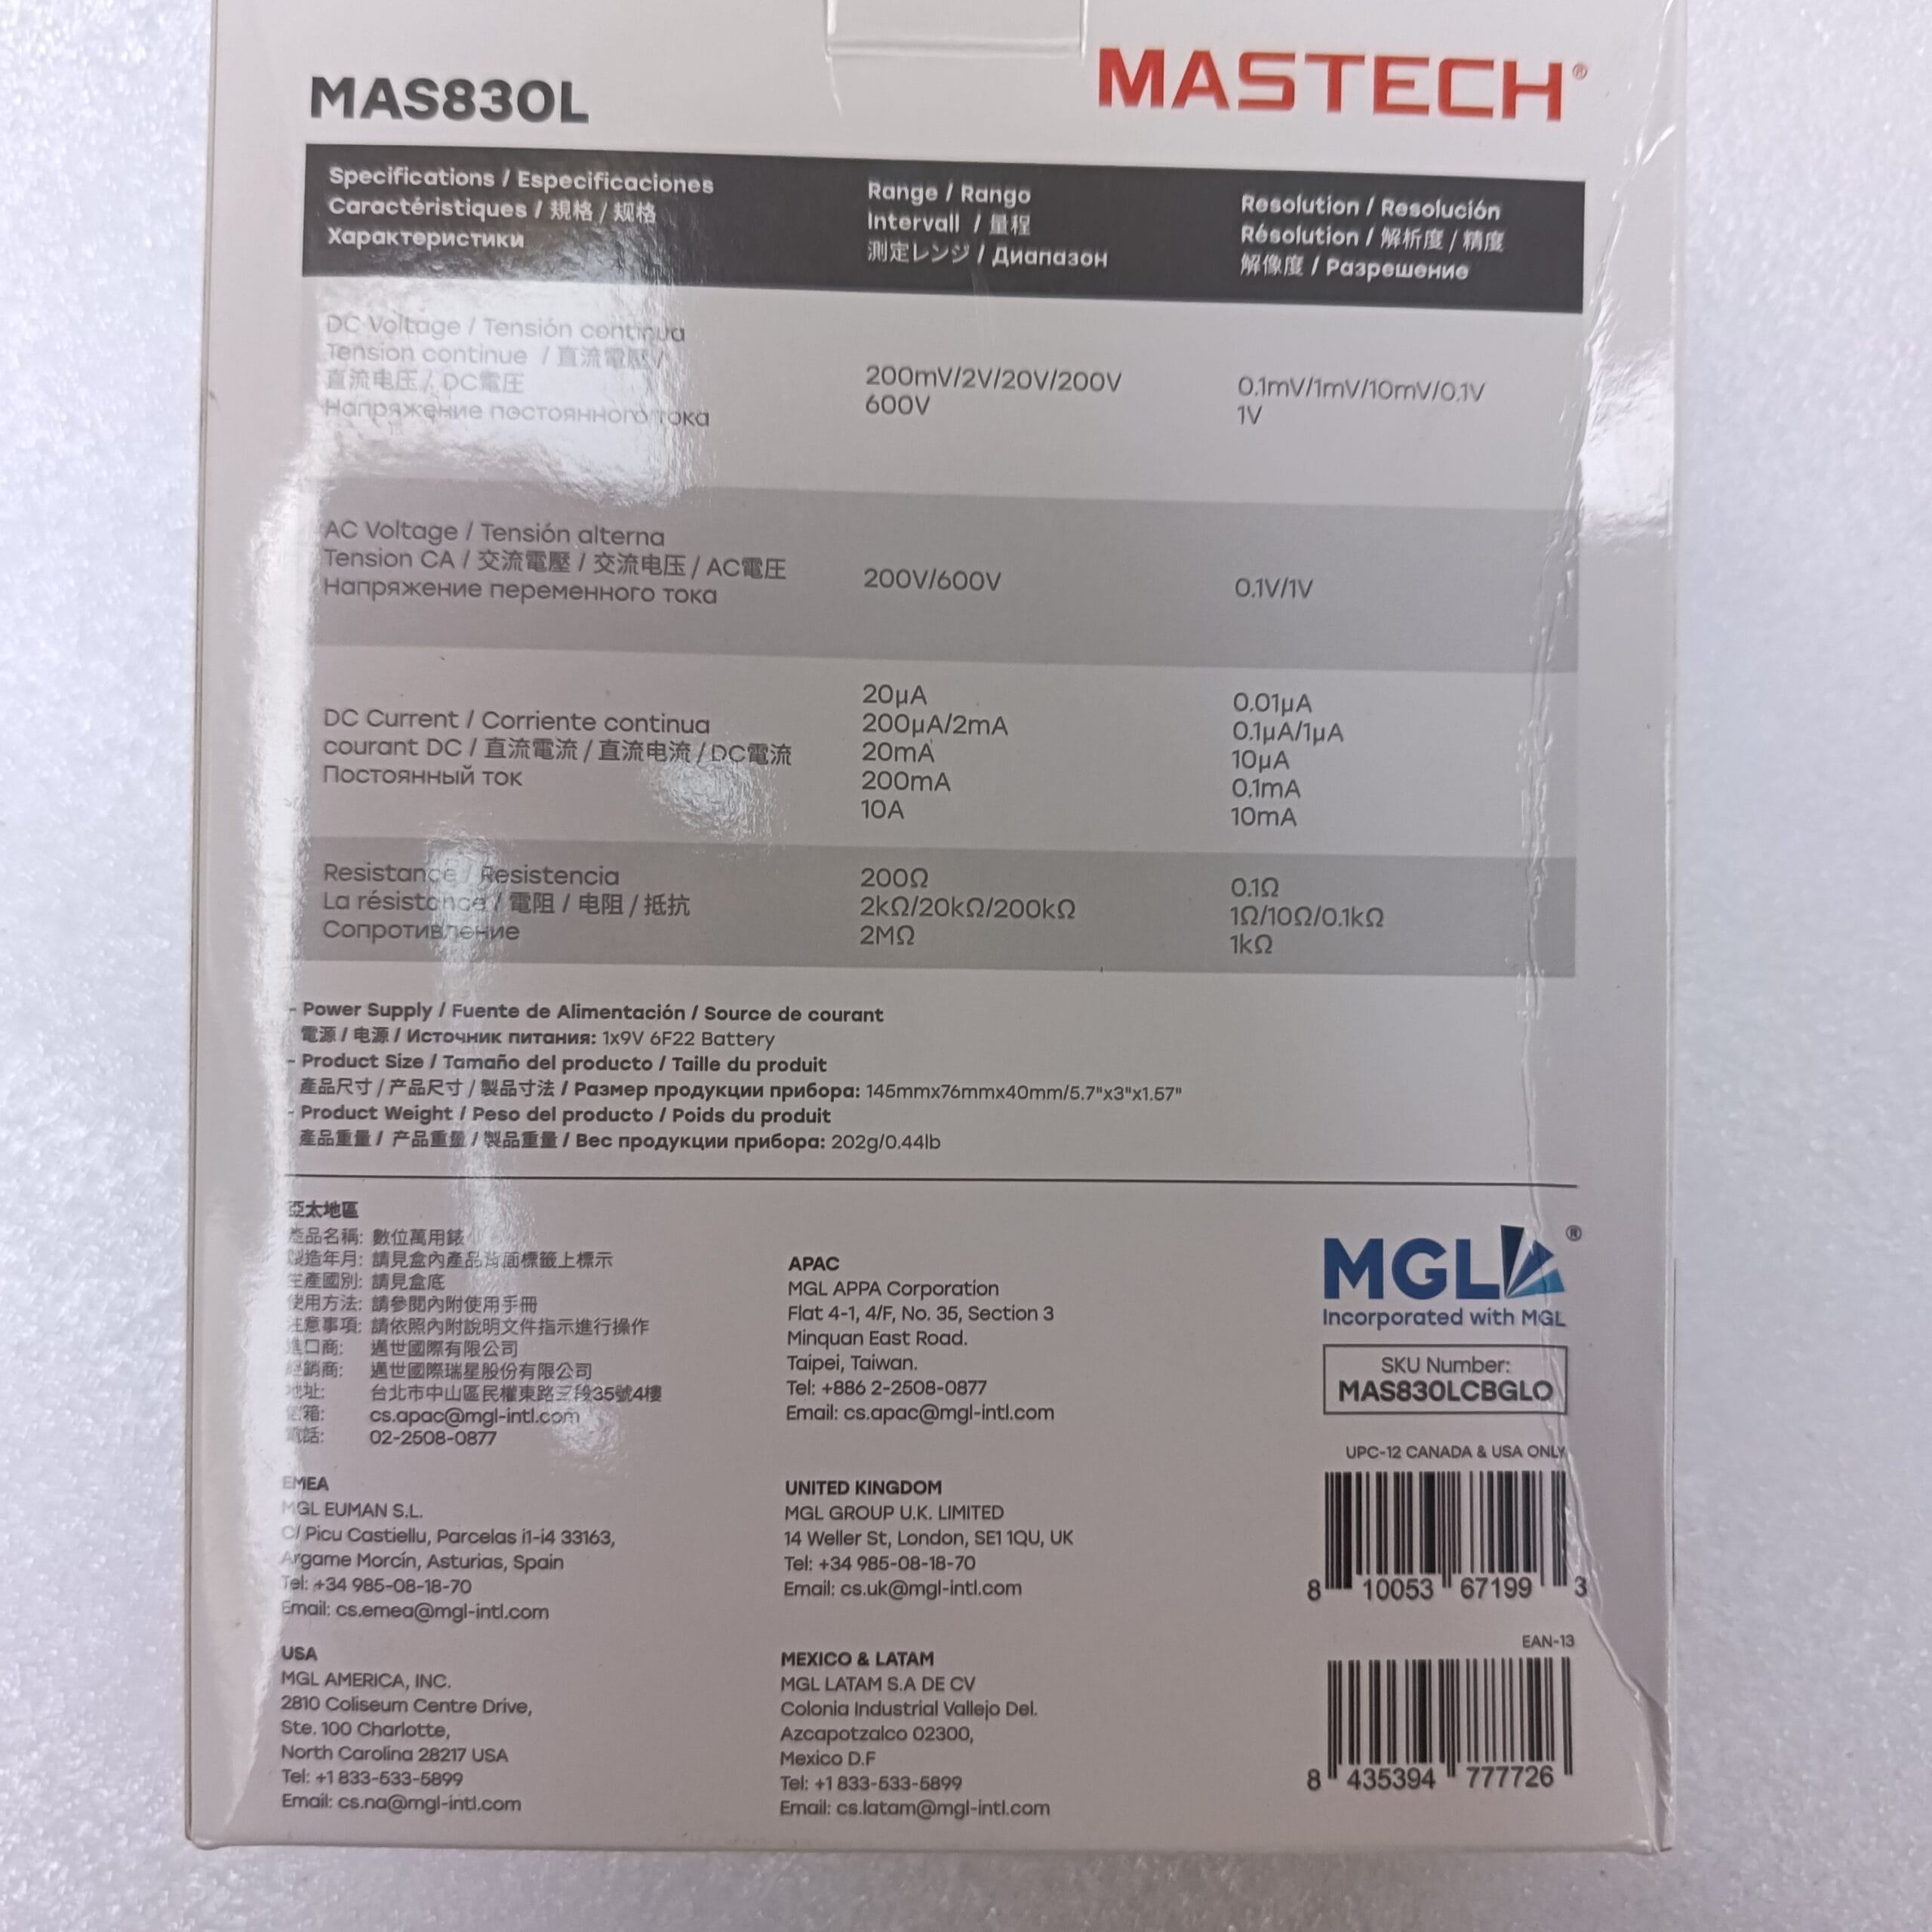 MAS830L
MASTECH®
Specifications / Especificaciones
Caractéristiques / 規格 / 规格
Характеристики
Range / Rango
Intervall / 量程
測定レンジ / Диапазон
Resolution / Resolución
Résolution / 解析度 / 精度
解像度 / Разрешение
DC Voltage / Tensión continua
Tension continue / 直流電壓 /
直流电压 / DC電圧
Напряжение постоянного тока
200mV/2V/20V/200V
600V
0.1mV/1mV/10mV/0.1V
1V
AC Voltage / Tensión alterna
Tension CA / 交流電壓 / 交流电压 / AC電圧
Напряжение переменного тока
200V/600V
0.1V/1V
DC Current / Corriente continua
courant DC / 直流電流 / 直流电流 / DC電流
Постоянный ток
20µA
200µA/2mA
20mA
200mA
10A
0.01µA
0.1µA/1µA
10µA
0.1mA
10mA
Resistance / Resistencia
La résistance / 電阻 / 电阻 / 抵抗
Сопротивление
200Ω
2kΩ/20kΩ/200kΩ
2MΩ
0.1Ω
1Ω/10Ω/0.1kΩ
1kΩ
- Power Supply / Fuente de Alimentación / Source de courant
電源 / 电源 / Источник питания: 1x9V 6F22 Battery
- Product Size / Tamaño del producto / Taille du produit
產品尺寸 / 产品尺寸 / 製品寸法 / Размер продукции прибора: 145mmx76mmx40mm/5.7"x3"x1.57"
- Product Weight / Peso del producto / Poids du produit
產品重量 / 产品重量 / 製品重量 / Вес продукции прибора: 202g/0.44lb
亞太地區
產品名稱: 數位萬用錶
製造年月: 請見盒內產品背面標籤上標示
生產國別: 請見盒底
使用方法: 請參閱內附使用手冊
注意事項: 請依照內附說明文件指示進行操作
進口商: 邁世國際有限公司
經銷商: 邁世國際瑞星股份有限公司
地址: 台北市中山區民權東路三段35號4樓
信箱: cs.apac@mgl-intl.com
電話: 02-2508-0877
APAC
MGL APPA Corporation
Flat 4-1, 4/F, No. 35, Section 3
Minquan East Road.
Taipei, Taiwan.
Tel: +886 2-2508-0877
Email: cs.apac@mgl-intl.com
MGL®
Incorporated with MGL
SKU Number:
MAS830LCBGLO
EMEA
MGL EUMAN S.L.
C/ Picu Castiellu, Parcelas i1-i4 33163,
Argame Morcín, Asturias, Spain
Tel: +34 985-08-18-70
Email: cs.emea@mgl-intl.com
UNITED KINGDOM
MGL GROUP U.K. LIMITED
14 Weller St, London, SE1 1QU, UK
Tel: +34 985-08-18-70
Email: cs.uk@mgl-intl.com
UPC-12 CANADA & USA ONLY
8 10053 67199 3
USA
MGL AMERICA, INC.
2810 Coliseum Centre Drive,
Ste. 100 Charlotte,
North Carolina 28217 USA
Tel: +1 833-533-5899
Email: cs.na@mgl-intl.com
MEXICO & LATAM
MGL LATAM S.A DE CV
Colonia Industrial Vallejo Del.
Azcapotzalco 02300,
Mexico D.F
Tel: +1 833-533-5899
Email: cs.latam@mgl-intl.com
EAN-13
8 435394 777726